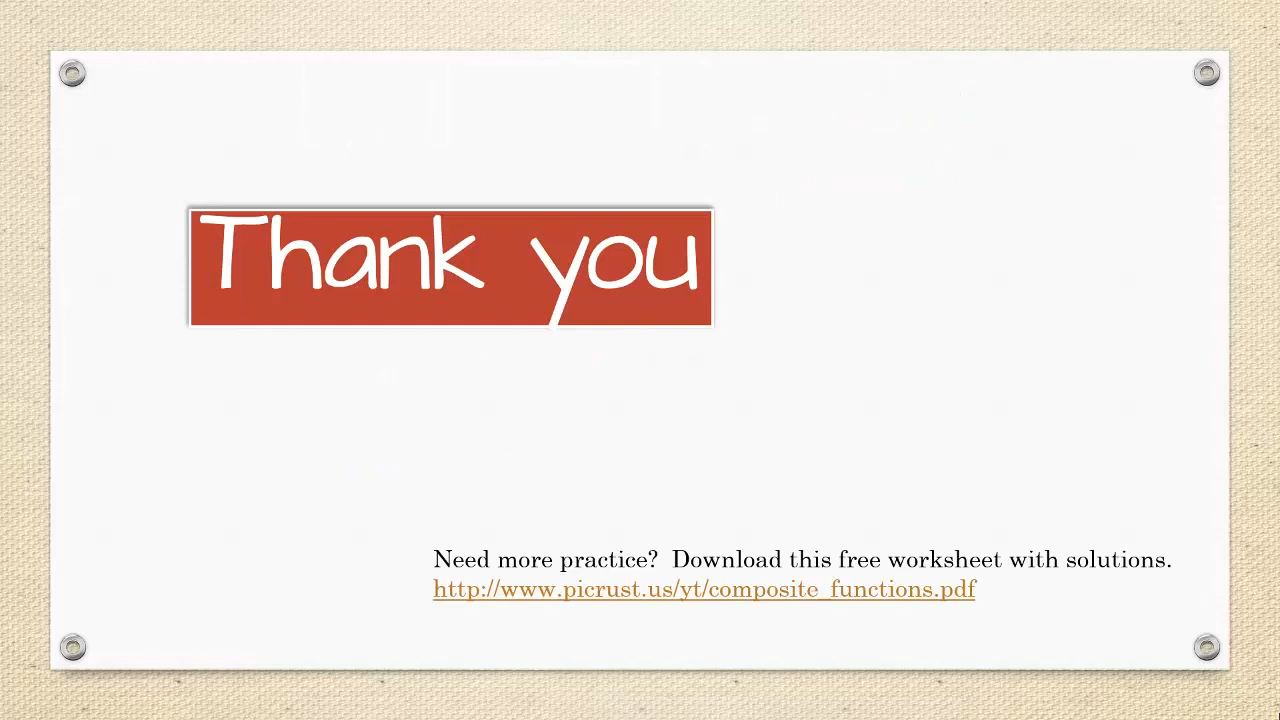 Thank you
Need more practice? Download this free worksheet with solutions.
http://www.picrust.us/yt/composite_functions.pdf